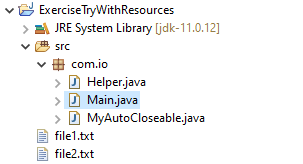 ExerciseTryWithResources
JRE System Library [jdk-11.0.12]
src
com.io
Helper.java
Main.java
MyAutoCloseable.java
file1.txt
file2.txt